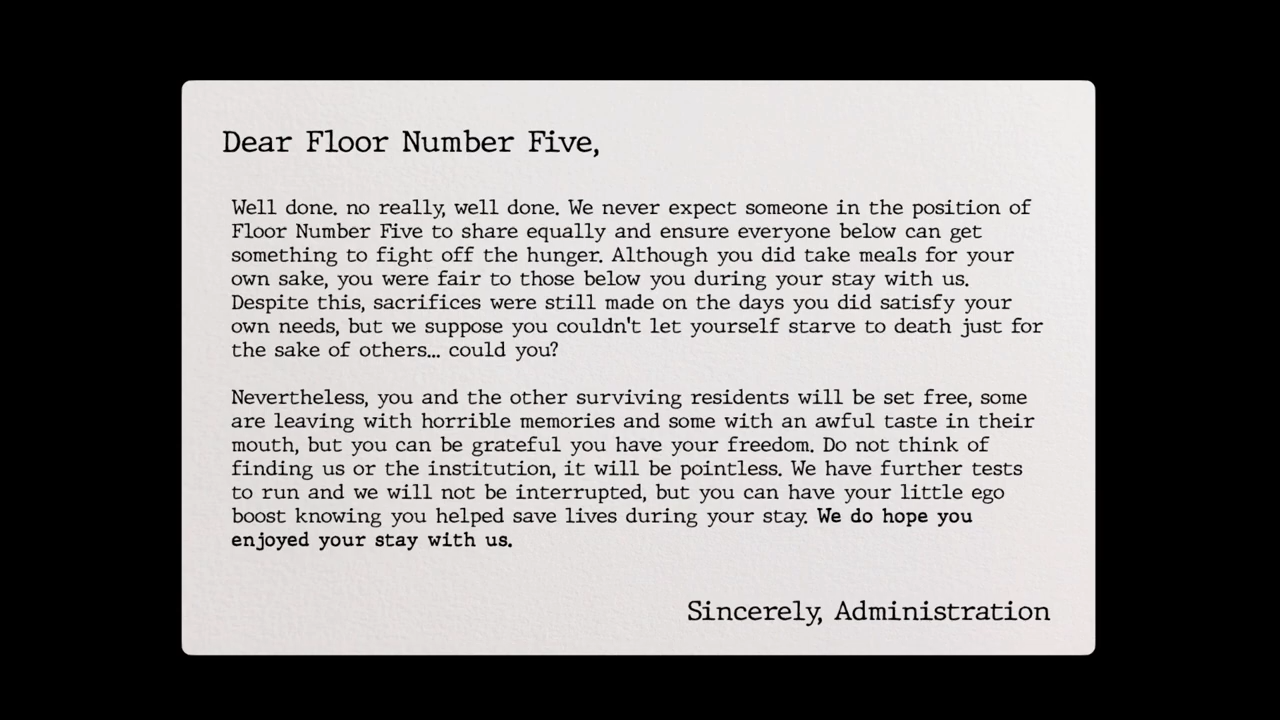 Dear Floor Number Five,
Well done. no really, well done. We never expect someone in the position of
Floor Number Five to share equally and ensure everyone below can get
something to fight off the hunger. Although you did take meals for your
own sake, you were fair to those below you during your stay with us.
Despite this, sacrifices were still made on the days you did satisfy your
own needs, but we suppose you couldn't let yourself starve to death just for
the sake of others... could you?
Nevertheless, you and the other surviving residents will be set free, some
are leaving with horrible memories and some with an awful taste in their
mouth, but you can be grateful you have your freedom. Do not think of
finding us or the institution, it will be pointless. We have further tests
to run and we will not be interrupted, but you can have your little ego
boost knowing you helped save lives during your stay. We do hope you
enjoyed your stay with us.
Sincerely, Administration